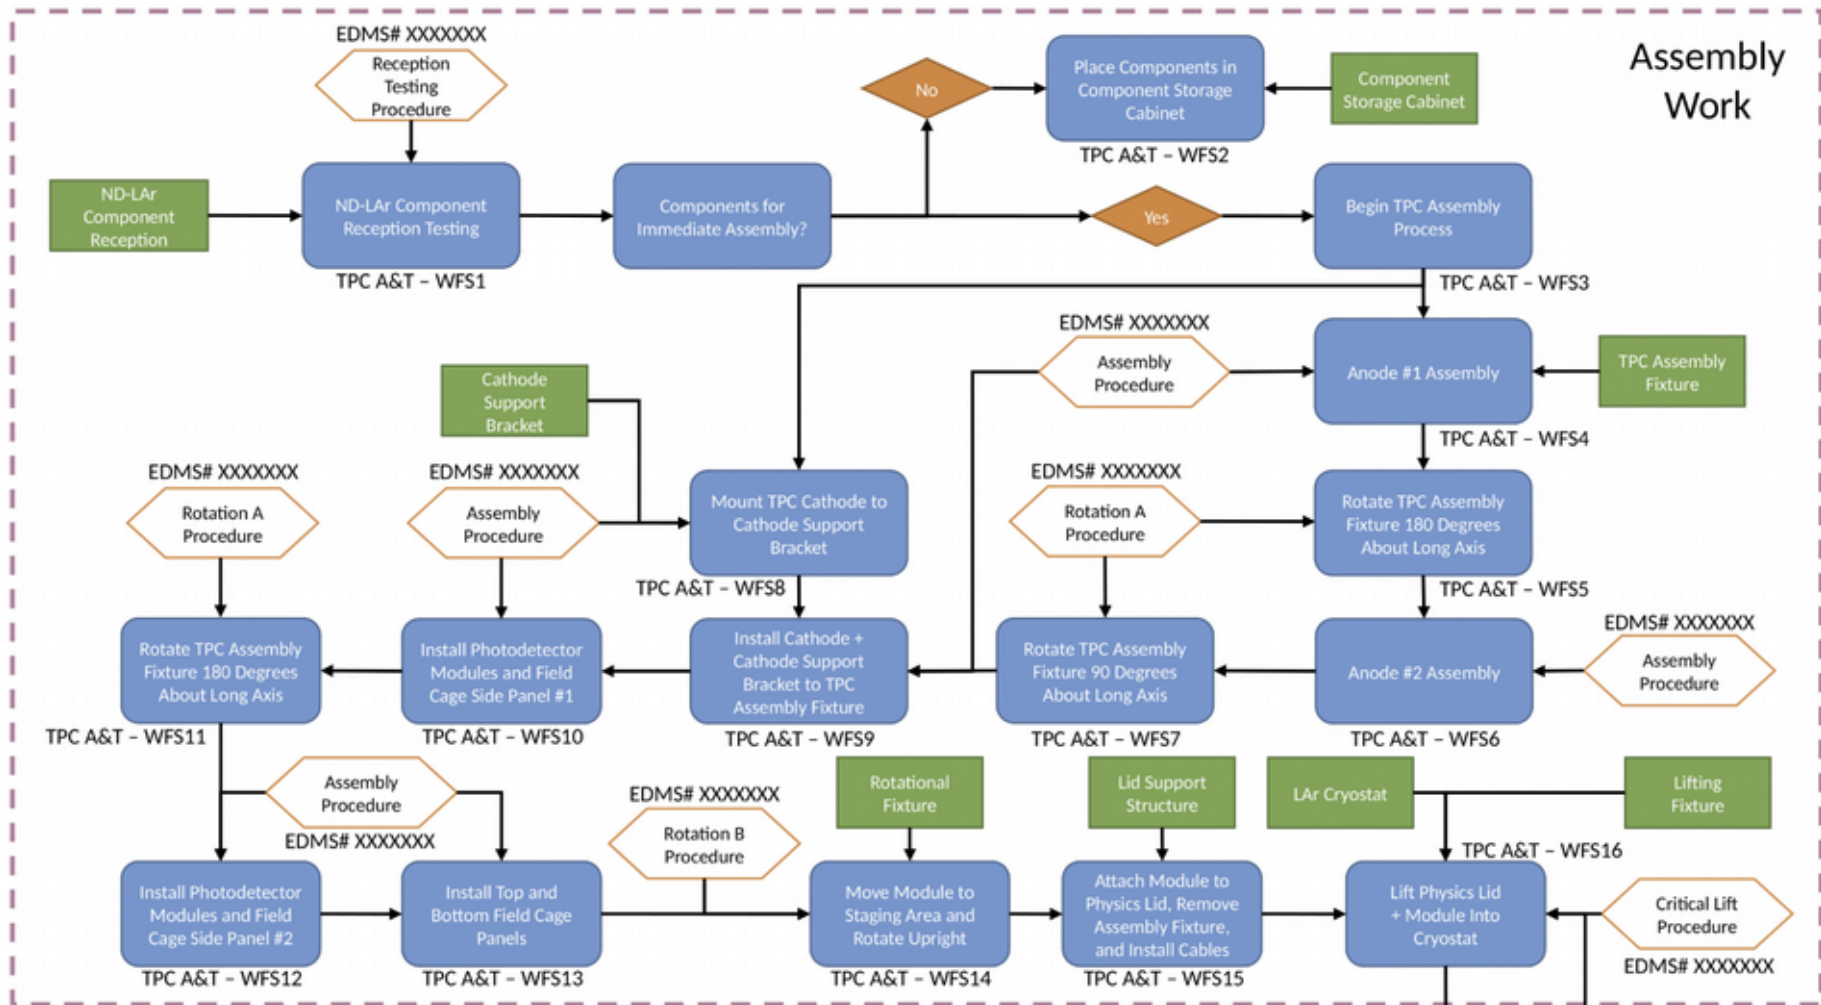 Assembly
Work
EDMS# XXXXXXX
Reception
Testing
Procedure
No
Place Components in
Component Storage
Cabinet
Component
Storage Cabinet
TPC A&T – WFS2
ND-LAr
Component
Reception
ND-LAr Component
Reception Testing
Components for
Immediate Assembly?
Yes
Begin TPC Assembly
Process
TPC A&T – WFS1
TPC A&T – WFS3
EDMS# XXXXXXX
Assembly
Procedure
Anode #1 Assembly
TPC Assembly
Fixture
Cathode
Support
Bracket
TPC A&T – WFS4
EDMS# XXXXXXX
Rotation A
Procedure
EDMS# XXXXXXX
Assembly
Procedure
Mount TPC Cathode to
Cathode Support
Bracket
EDMS# XXXXXXX
Rotation A
Procedure
Rotate TPC Assembly
Fixture 180 Degrees
About Long Axis
TPC A&T – WFS8
TPC A&T – WFS5
Rotate TPC Assembly
Fixture 180 Degrees
About Long Axis
Install Photodetector
Modules and Field
Cage Side Panel #1
Install Cathode +
Cathode Support
Bracket to TPC
Assembly Fixture
Rotate TPC Assembly
Fixture 90 Degrees
About Long Axis
Anode #2 Assembly
EDMS# XXXXXXX
Assembly
Procedure
TPC A&T – WFS11
TPC A&T – WFS10
TPC A&T – WFS9
TPC A&T – WFS7
TPC A&T – WFS6
Assembly
Procedure
EDMS# XXXXXXX
EDMS# XXXXXXX
Rotation B
Procedure
Rotational
Fixture
Lid Support
Structure
LAr Cryostat
Lifting
Fixture
TPC A&T – WFS16
Install Photodetector
Modules and Field
Cage Side Panel #2
Install Top and
Bottom Field Cage
Panels
Move Module to
Staging Area and
Rotate Upright
Attach Module to
Physics Lid, Remove
Assembly Fixture,
and Install Cables
Lift Physics Lid
+ Module Into
Cryostat
Critical Lift
Procedure
EDMS# XXXXXXX
TPC A&T – WFS12
TPC A&T – WFS13
TPC A&T – WFS14
TPC A&T – WFS15